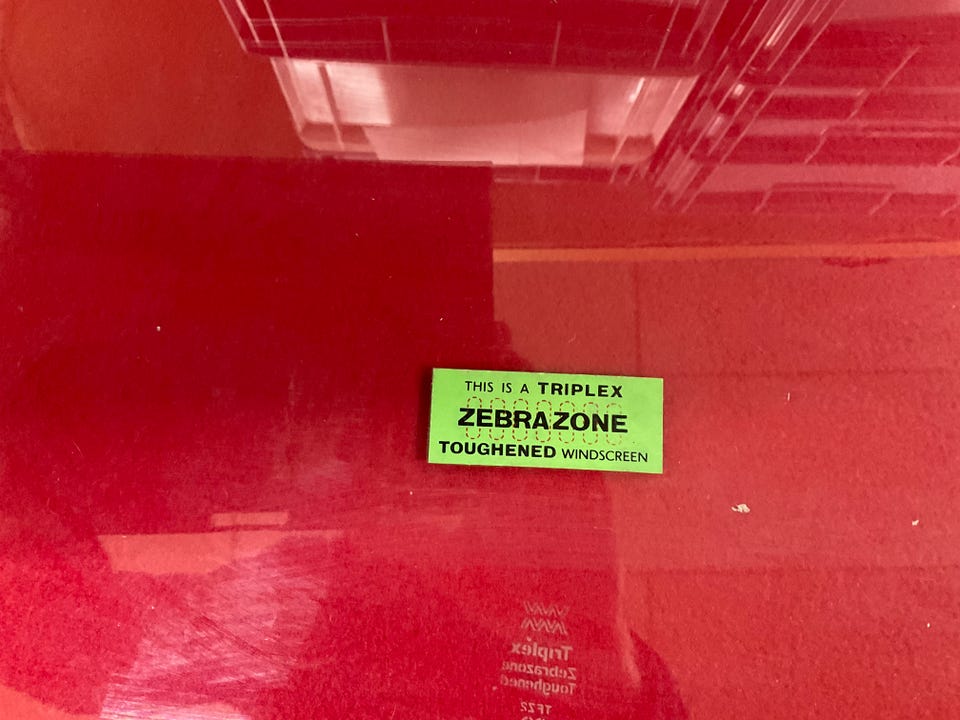 THIS IS A TRIPLEX
ZEBRAZONE
TOUGHENED WINDSCREEN
Triplex
Zebrazone
Toughened